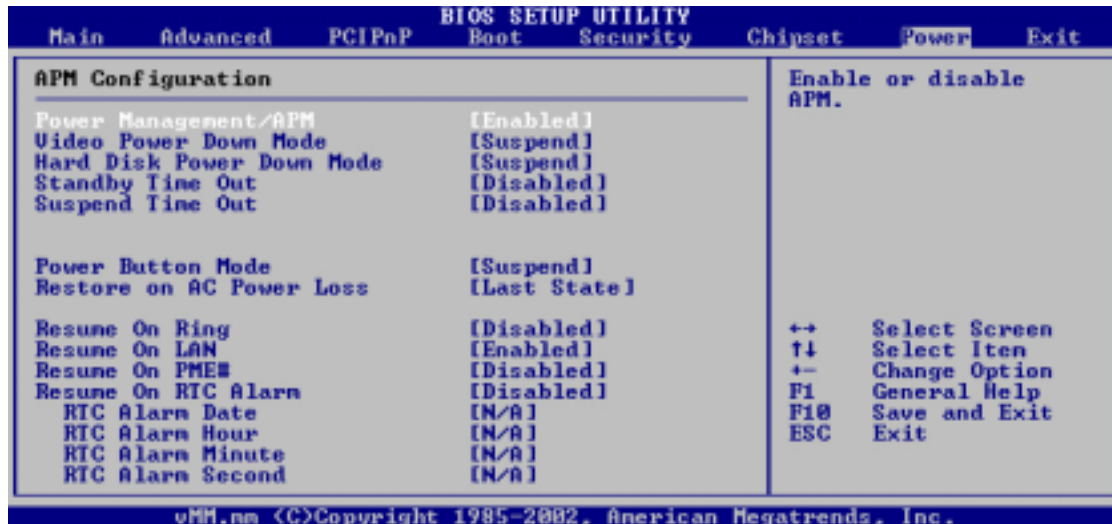 BIOS SETUP UTILITY
Main Advanced PCIPnP Boot Security Chipset Power Exit
APM Configuration
Power Management/APM [Enabled]
Video Power Down Mode [Suspend]
Hard Disk Power Down Mode [Suspend]
Standby Time Out [Disabled]
Suspend Time Out [Disabled]
Power Button Mode [Suspend]
Restore on AC Power Loss [Last State]
Resume On Ring [Disabled]
Resume On LAN [Enabled]
Resume On PME# [Disabled]
Resume On RTC Alarm [Disabled]
RTC Alarm Date [N/A]
RTC Alarm Hour [N/A]
RTC Alarm Minute [N/A]
RTC Alarm Second [N/A]
Enable or disable
APM.
←→ Select Screen
↑↓ Select Item
+- Change Option
F1 General Help
F10 Save and Exit
ESC Exit
vMM.mm (C)Copyright 1985-2002, American Megatrends, Inc.